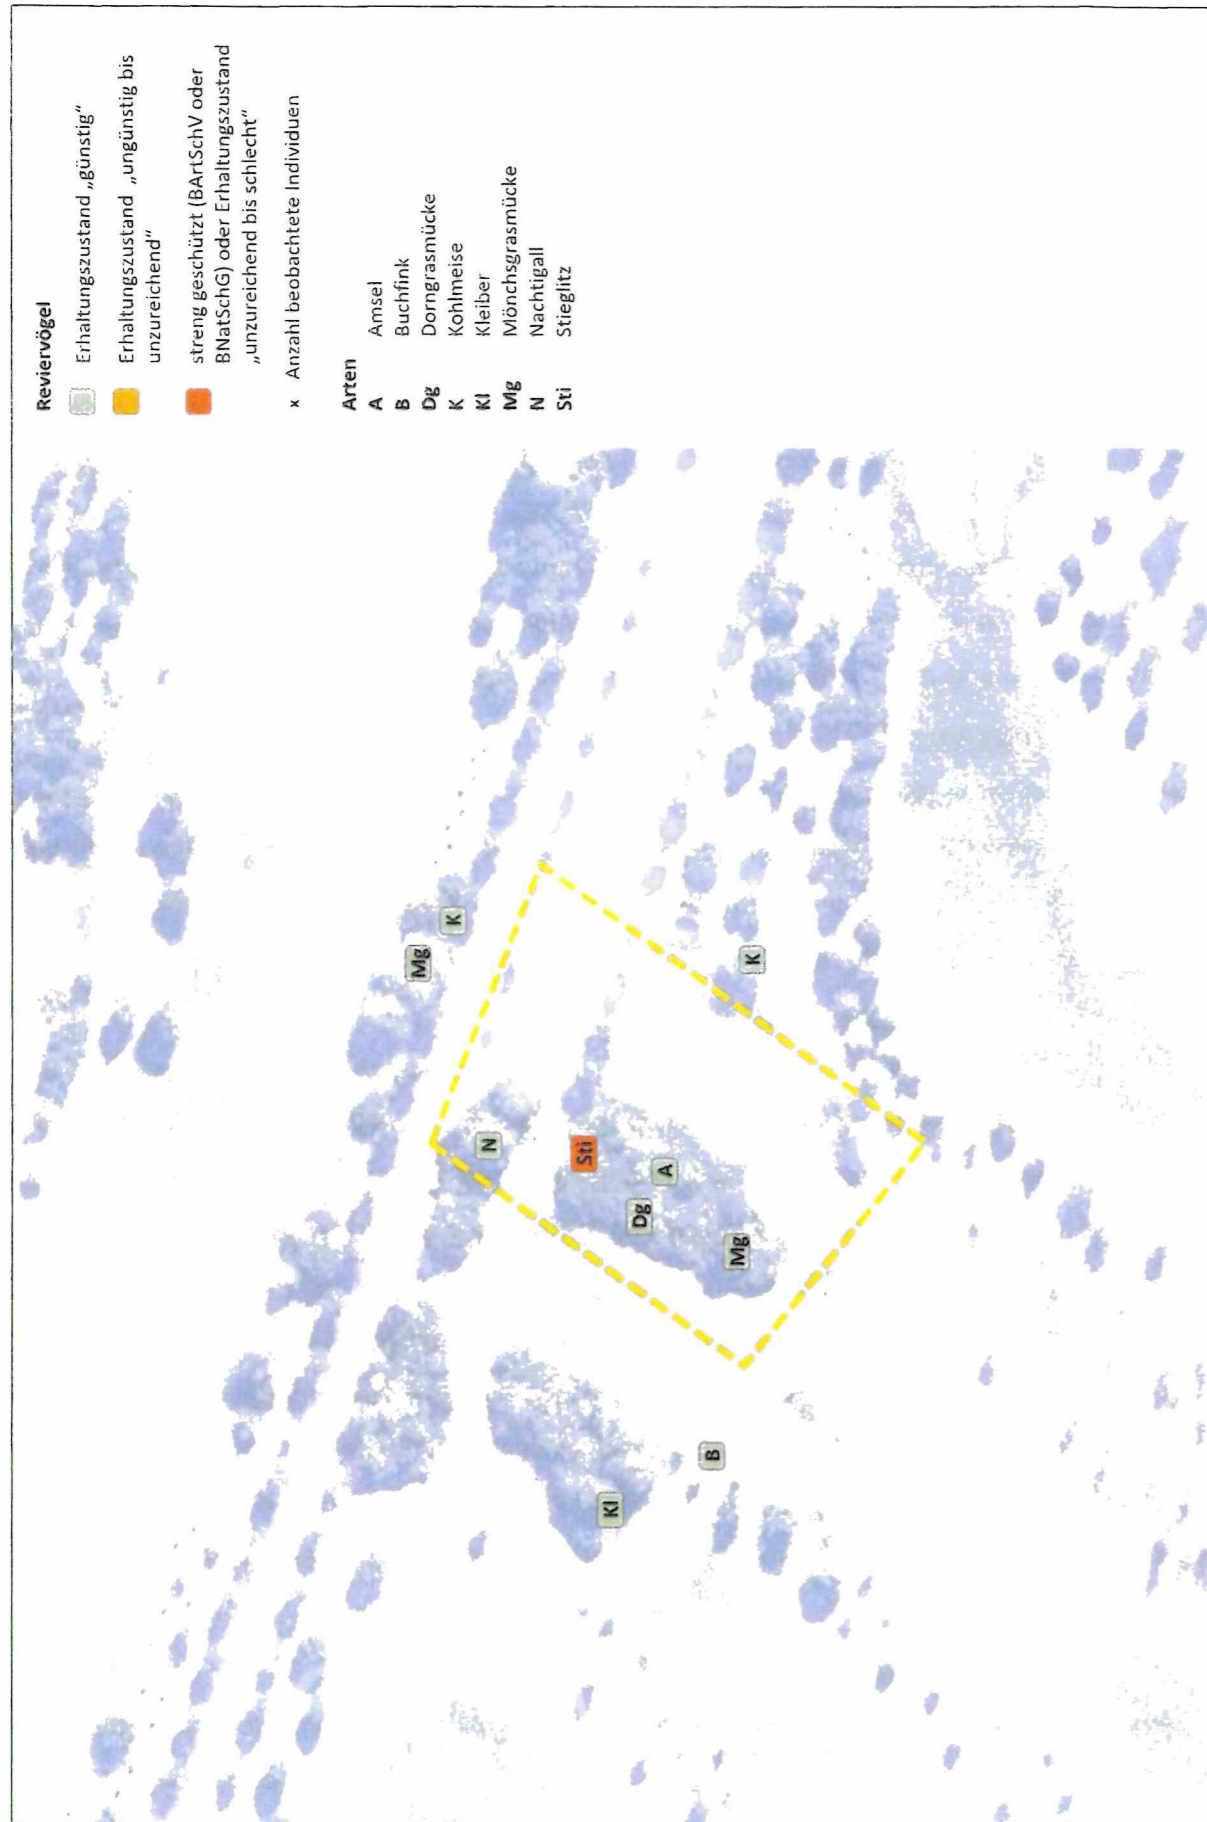 Reviervögel
Erhaltungszustand „günstig“
Erhaltungszustand „ungünstig bis
unzureichend“
streng geschützt (BArtSchV oder
BNatSchG) oder Erhaltungszustand
„unzureichend bis schlecht“
x Anzahl beobachtete Individuen
Arten
A Amsel
B Buchfink
Dg Dorngrasmücke
K Kohlmeise
Kl Kleiber
Mg Mönchsgrasmücke
N Nachtigall
Sti Stieglitz
Mg
K
N
Sti
Dg
A
Mg
K
Kl
B